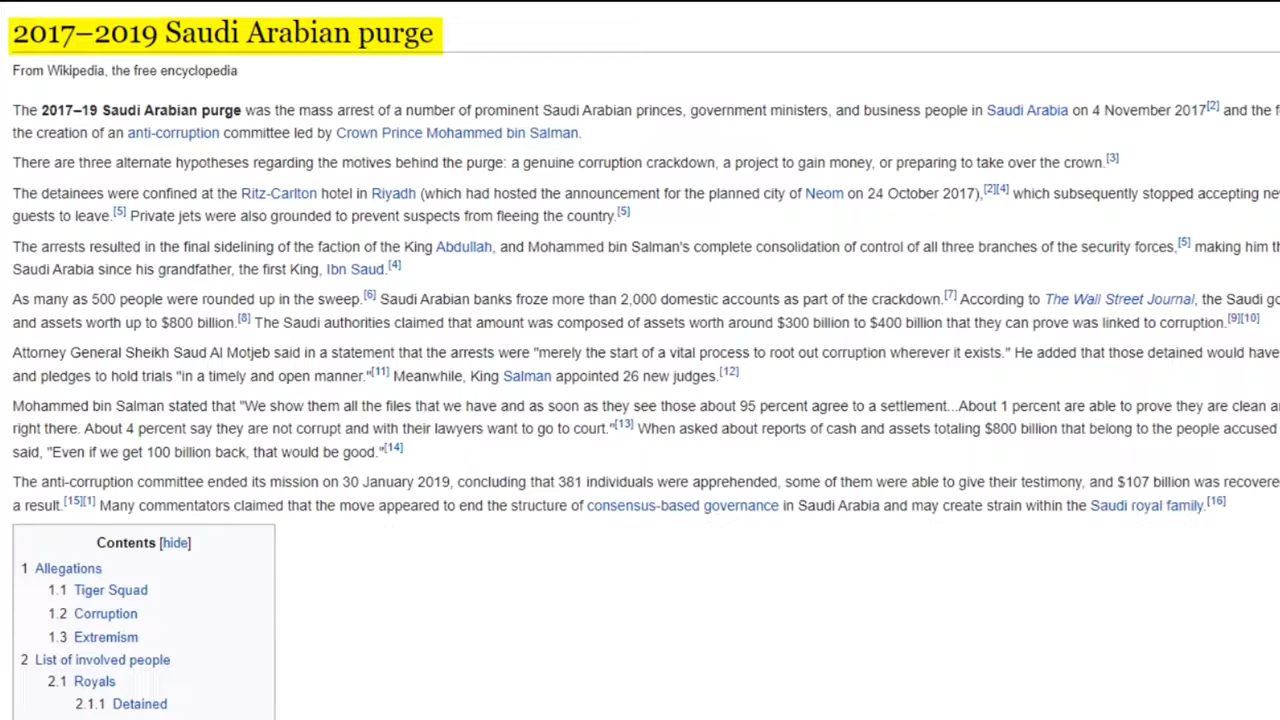 2017–2019 Saudi Arabian purge
From Wikipedia, the free encyclopedia
The 2017–19 Saudi Arabian purge was the mass arrest of a number of prominent Saudi Arabian princes, government ministers, and business people in Saudi Arabia on 4 November 2017[2] and the
the creation of an anti-corruption committee led by Crown Prince Mohammed bin Salman.
There are three alternate hypotheses regarding the motives behind the purge: a genuine corruption crackdown, a project to gain money, or preparing to take over the crown.[3]
The detainees were confined at the Ritz-Carlton hotel in Riyadh (which had hosted the announcement for the planned city of Neom on 24 October 2017),[2][4] which subsequently stopped accepting
guests to leave.[5] Private jets were also grounded to prevent suspects from fleeing the country.[5]
The arrests resulted in the final sidelining of the faction of the King Abdullah, and Mohammed bin Salman's complete consolidation of control of all three branches of the security forces,[5] making him
Saudi Arabia since his grandfather, the first King, Ibn Saud.[4]
As many as 500 people were rounded up in the sweep.[6] Saudi Arabian banks froze more than 2,000 domestic accounts as part of the crackdown.[7] According to The Wall Street Journal, the Saudi
and assets worth up to $800 billion.[8] The Saudi authorities claimed that amount was composed of assets worth around $300 billion to $400 billion that they can prove was linked to corruption.[9][10]
Attorney General Sheikh Saud Al Motjeb said in a statement that the arrests were "merely the start of a vital process to root out corruption wherever it exists." He added that those detained would have
and pledges to hold trials "in a timely and open manner."[11] Meanwhile, King Salman appointed 26 new judges.[12]
Mohammed bin Salman stated that "We show them all the files that we have and as soon as they see those about 95 percent agree to a settlement...About 1 percent are able to prove they are clean
right there. About 4 percent say they are not corrupt and with their lawyers want to go to court."[13] When asked about reports of cash and assets totaling $800 billion that belong to the people accused
said, "Even if we get 100 billion back, that would be good."[14]
The anti-corruption committee ended its mission on 30 January 2019, concluding that 381 individuals were apprehended, some of them were able to give their testimony, and $107 billion was
a result.[15][1] Many commentators claimed that the move appeared to end the structure of consensus-based governance in Saudi Arabia and may create strain within the Saudi royal family.[16]
Contents [hide]
1 Allegations
1.1 Tiger Squad
1.2 Corruption
1.3 Extremism
2 List of involved people
2.1 Royals
2.1.1 Detained